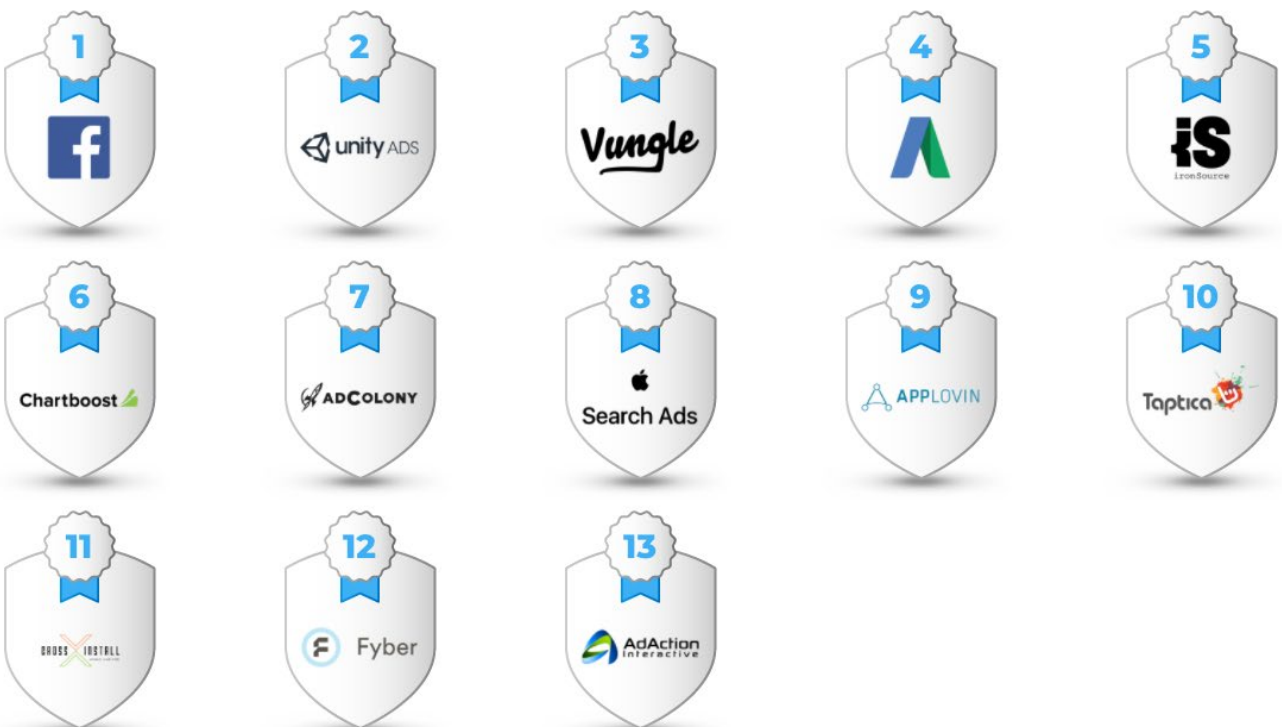 1
2
3
4
5
f
unity ADS
Vungle
iS
ironSource
6
7
8
9
10
Chartboost
ADCOLONY
Search Ads
APPLOVIN
Taptica
11
12
13
CROSS X INSTALL
Fyber
AdAction
Interactive